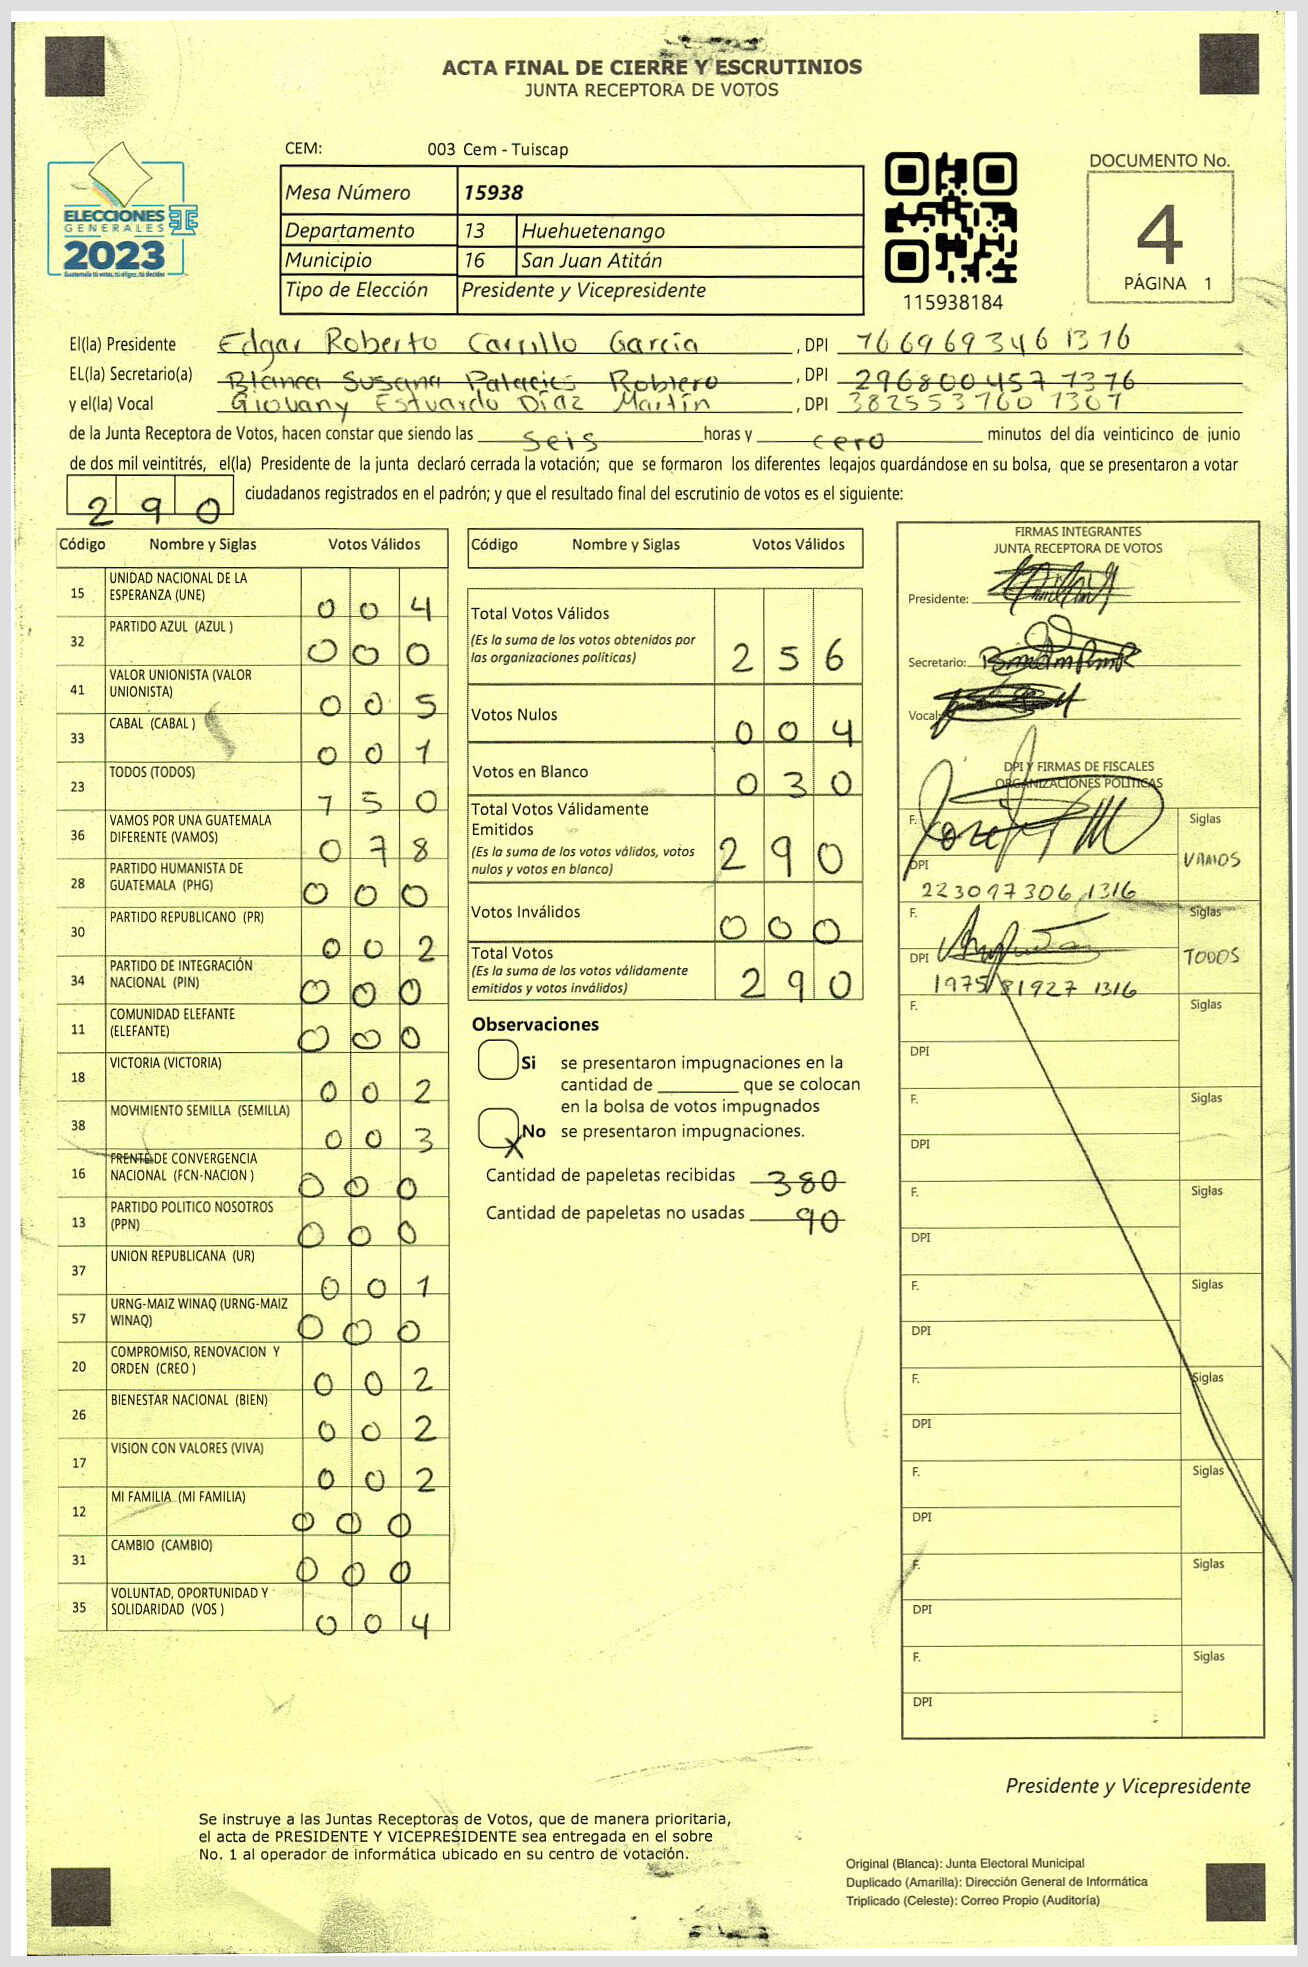 ACTA FINAL DE CIERRE Y ESCRUTINIOS
JUNTA RECEPTORA DE VOTOS
CEM: 003 Cem - Tuiscap
ELECCIONES
GENERALES
2023
Mesa Número 15938
Departamento 13 Huehuetenango
Municipio 16 San Juan Atitán
Tipo de Elección Presidente y Vicepresidente
115938184
DOCUMENTO No.
4
PÁGINA 1
El(la) Presidente Edgar Roberto Carrillo García , DPI
EL(la) Secretario(a) Blanca Susana Palacios Roblero , DPI
y el(la) Vocal Giovany Estuardo Díaz Martín , DPI
de la Junta Receptora de Votos, hacen constar que siendo las seis horas y cero minutos del día veinticinco de junio
de dos mil veintitrés, el(la) Presidente de la junta declaró cerrada la votación; que se formaron los diferentes legajos guardándose en su bolsa, que se presentaron a votar
290 ciudadanos registrados en el padrón; y que el resultado final del escrutinio de votos es el siguiente:
Código Nombre y Siglas Votos Válidos
15 UNIDAD NACIONAL DE LA
ESPERANZA (UNE) 004
32 PARTIDO AZUL (AZUL ) 000
41 VALOR UNIONISTA (VALOR
UNIONISTA) 005
33 CABAL (CABAL ) 001
23 TODOS (TODOS) 150
36 VAMOS POR UNA GUATEMALA
DIFERENTE (VAMOS) 078
28 PARTIDO HUMANISTA DE
GUATEMALA (PHG) 000
30 PARTIDO REPUBLICANO (PR) 002
34 PARTIDO DE INTEGRACIÓN
NACIONAL (PIN) 000
11 COMUNIDAD ELEFANTE
(ELEFANTE) 000
18 VICTORIA (VICTORIA) 002
38 MOVIMIENTO SEMILLA (SEMILLA) 003
16 FRENTE DE CONVERGENCIA
NACIONAL (FCN-NACION ) 000
13 PARTIDO POLITICO NOSOTROS
(PPN) 000
37 UNION REPUBLICANA (UR) 001
57 URNG-MAIZ WINAQ (URNG-MAIZ
WINAQ) 000
20 COMPROMISO, RENOVACION Y
ORDEN (CREO ) 002
26 BIENESTAR NACIONAL (BIEN) 002
17 VISION CON VALORES (VIVA) 002
12 MI FAMILIA (MI FAMILIA) 000
31 CAMBIO (CAMBIO) 000
35 VOLUNTAD, OPORTUNIDAD Y
SOLIDARIDAD (VOS ) 004
Código Nombre y Siglas Votos Válidos
Total Votos Válidos
(Es la suma de los votos obtenidos por
las organizaciones políticas) 256
Votos Nulos 004
Votos en Blanco 030
Total Votos Válidamente
Emitidos
(Es la suma de los votos válidos, votos
nulos y votos en blanco) 290
Votos Inválidos 000
Total Votos
(Es la suma de los votos válidamente
emitidos y votos inválidos) 290
Observaciones
Si se presentaron impugnaciones en la
cantidad de ________ que se colocan
en la bolsa de votos impugnados
X No se presentaron impugnaciones.
Cantidad de papeletas recibidas 380
Cantidad de papeletas no usadas 90
FIRMAS INTEGRANTES
JUNTA RECEPTORA DE VOTOS
Presidente:
Secretario:
Vocal:
DPI Y FIRMAS DE FISCALES
ORGANIZACIONES POLÍTICAS
F. Siglas
DPI VAMOS
F. Siglas
DPI TODOS
F. Siglas
DPI
F. Siglas
DPI
F. Siglas
DPI
F. Siglas
DPI
F. Siglas
DPI
F. Siglas
DPI
F. Siglas
DPI
F. Siglas
DPI
Presidente y Vicepresidente
Se instruye a las Juntas Receptoras de Votos, que de manera prioritaria,
el acta de PRESIDENTE Y VICEPRESIDENTE sea entregada en el sobre
No. 1 al operador de informática ubicado en su centro de votación.
Original (Blanca): Junta Electoral Municipal
Duplicado (Amarilla): Dirección General de Informática
Triplicado (Celeste): Correo Propio (Auditoría)